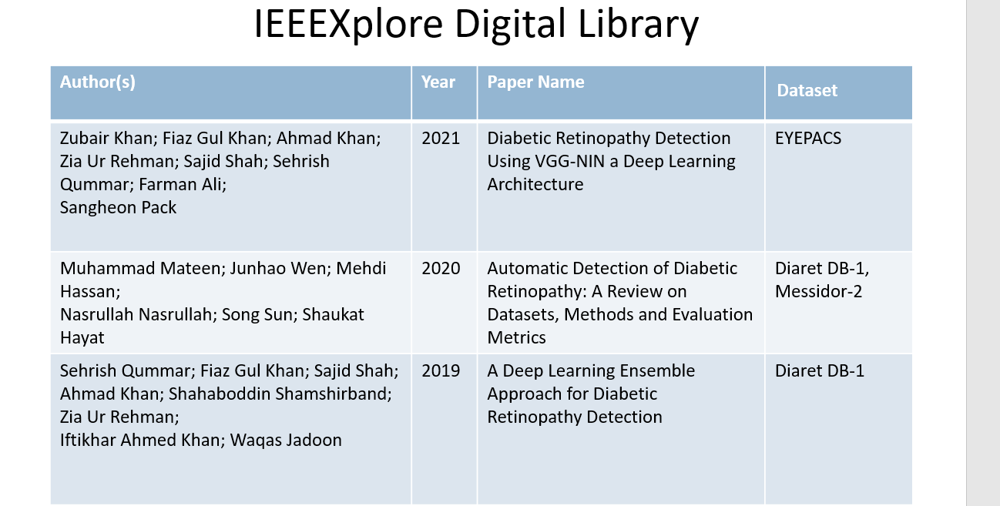 IEEEXplore Digital Library
Author(s)
Year
Paper Name
Dataset
Zubair Khan; Fiaz Gul Khan; Ahmad Khan;
Zia Ur Rehman; Sajid Shah; Sehrish
Qummar; Farman Ali;
Sangheon Pack
2021
Diabetic Retinopathy Detection
Using VGG-NIN a Deep Learning
Architecture
EYEPACS
Muhammad Mateen; Junhao Wen; Mehdi
Hassan;
Nasrullah Nasrullah; Song Sun; Shaukat
Hayat
2020
Automatic Detection of Diabetic
Retinopathy: A Review on
Datasets, Methods and Evaluation
Metrics
Diaret DB-1,
Messidor-2
Sehrish Qummar; Fiaz Gul Khan; Sajid Shah;
Ahmad Khan; Shahaboddin Shamshirband;
Zia Ur Rehman;
Iftikhar Ahmed Khan; Waqas Jadoon
2019
A Deep Learning Ensemble
Approach for Diabetic
Retinopathy Detection
Diaret DB-1